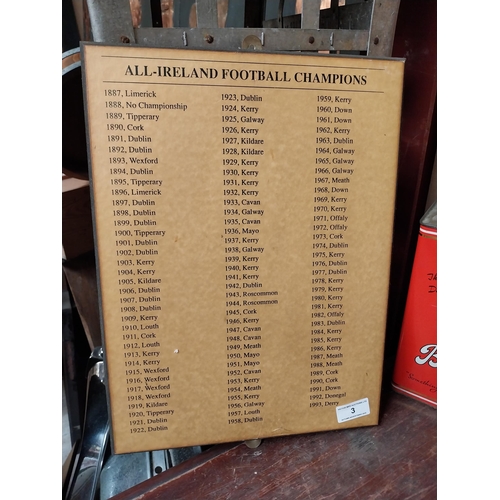 ALL-IRELAND FOOTBALL CHAMPIONS
1887, Limerick
1888, No Championship
1889, Tipperary
1890, Cork
1891, Dublin
1892, Dublin
1893, Wexford
1894, Dublin
1895, Tipperary
1896, Limerick
1897, Dublin
1898, Dublin
1899, Dublin
1900, Tipperary
1901, Dublin
1902, Dublin
1903, Kerry
1904, Kerry
1905, Kildare
1906, Dublin
1907, Dublin
1908, Dublin
1909, Kerry
1910, Louth
1911, Cork
1912, Louth
1913, Kerry
1914, Kerry
1915, Wexford
1916, Wexford
1917, Wexford
1918, Wexford
1919, Kildare
1920, Tipperary
1921, Dublin
1922, Dublin
1923, Dublin
1924, Kerry
1925, Galway
1926, Kerry
1927, Kildare
1928, Kildare
1929, Kerry
1930, Kerry
1931, Kerry
1932, Kerry
1933, Cavan
1934, Galway
1935, Cavan
1936, Mayo
1937, Kerry
1938, Galway
1939, Kerry
1940, Kerry
1941, Kerry
1942, Dublin
1943, Roscommon
1944, Roscommon
1945, Cork
1946, Kerry
1947, Cavan
1948, Cavan
1949, Meath
1950, Mayo
1951, Mayo
1952, Cavan
1953, Kerry
1954, Meath
1955, Kerry
1956, Galway
1957, Louth
1958, Dublin
1959, Kerry
1960, Down
1961, Down
1962, Kerry
1963, Dublin
1964, Galway
1965, Galway
1966, Galway
1967, Meath
1968, Down
1969, Kerry
1970, Kerry
1971, Offaly
1972, Offaly
1973, Cork
1974, Dublin
1975, Kerry
1976, Dublin
1977, Dublin
1978, Kerry
1979, Kerry
1980, Kerry
1981, Kerry
1982, Offaly
1983, Dublin
1984, Kerry
1985, Kerry
1986, Kerry
1987, Meath
1988, Meath
1989, Cork
1990, Cork
1991, Down
1992, Donegal
1993, Derry
3